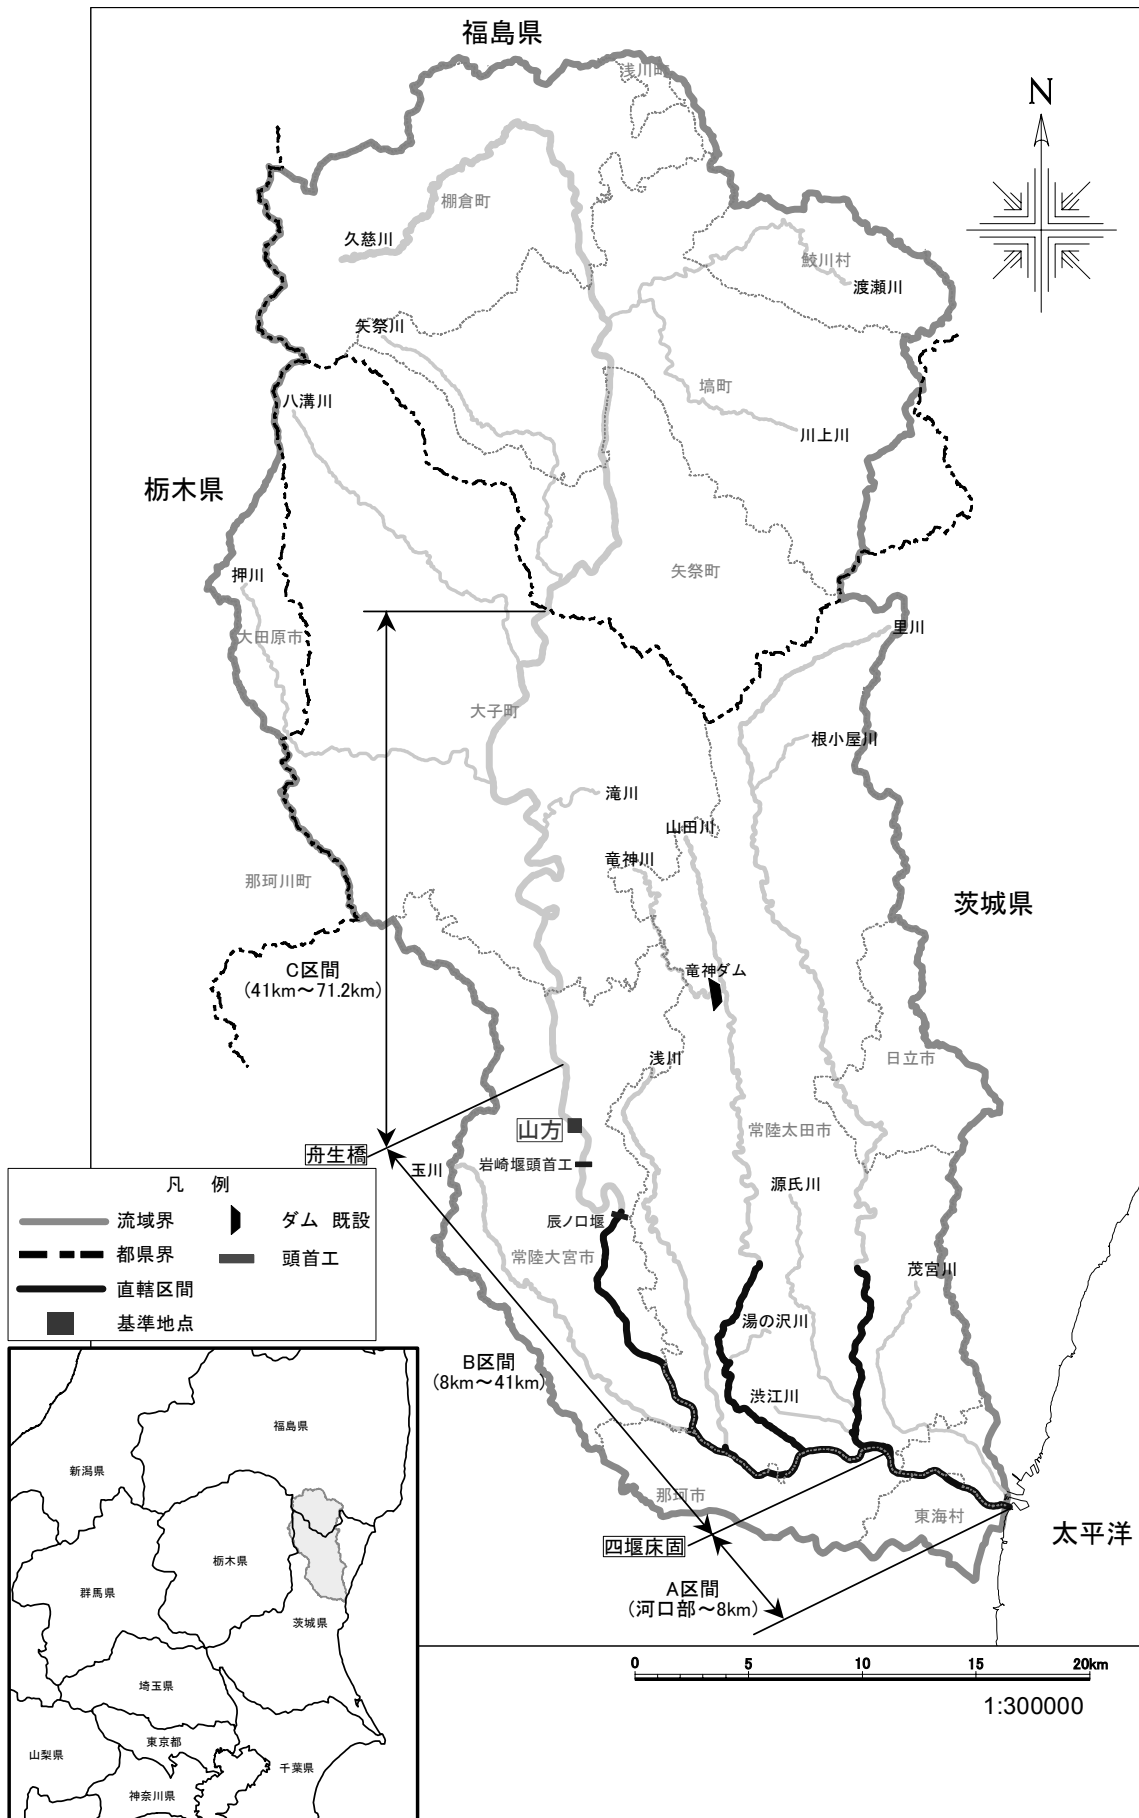 福島県
浅川町
N
棚倉町
久慈川
鮫川村
渡瀬川
矢祭川
塙町
八溝川
川上川
栃木県
矢祭町
押川
大田原市
里川
大子町
根小屋川
滝川
山田川
竜神川
那珂川町
茨城県
C区間
(41km～71.2km)
竜神ダム
浅川
日立市
山方
常陸太田市
舟生橋
玉川
岩崎堰頭首工
源氏川
辰ノ口堰
常陸大宮市
茂宮川
凡 例
流域界
ダム 既設
都県界
頭首工
直轄区間
基準地点
湯の沢川
B区間
(8km～41km)
渋江川
那珂市
東海村
四堰床固
太平洋
A区間
(河口部～8km)
福島県
新潟県
栃木県
群馬県
茨城県
埼玉県
東京都
山梨県
千葉県
神奈川県
0 5 10 15 20km
1:300000